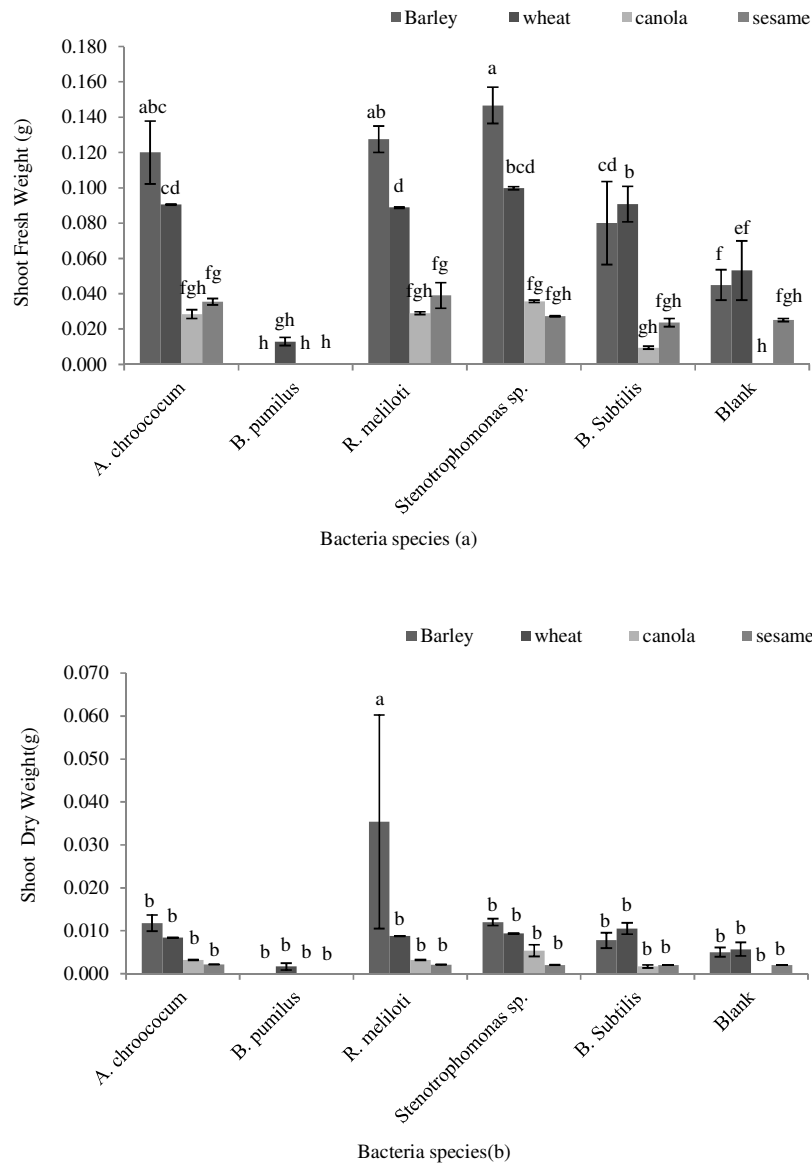 Barley wheat canola sesame
0.180
0.160
0.140
0.120
0.100
0.080
0.060
0.040
0.020
0.000
Shoot Fresh Weight (g)
abc cd fgh fg
h gh h h
ab d fgh fg
a bcd fg fgh
cd b gh fgh
f ef h fgh
A. chroococum
B. pumilus
R. meliloti
Stenotrophomonas sp.
B. Subtilis
Blank
Bacteria species (a)
Barley wheat canola sesame
0.070
0.060
0.050
0.040
0.030
0.020
0.010
0.000
Shoot Dry Weight(g)
b b b b
b b b b
a b b b
b b b b
b b b b
b b b b
A. chroococum
B. pumilus
R. meliloti
Stenotrophomonas sp.
B. Subtilis
Blank
Bacteria species(b)